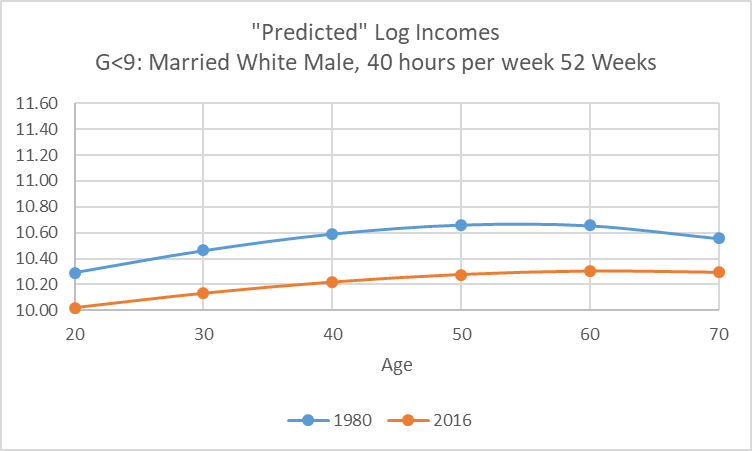 "Predicted" Log Incomes
G<9: Married White Male, 40 hours per week 52 Weeks
11.60
11.40
11.20
11.00
10.80
10.60
10.40
10.20
10.00
20 30 40 50 60 70
Age
1980 2016